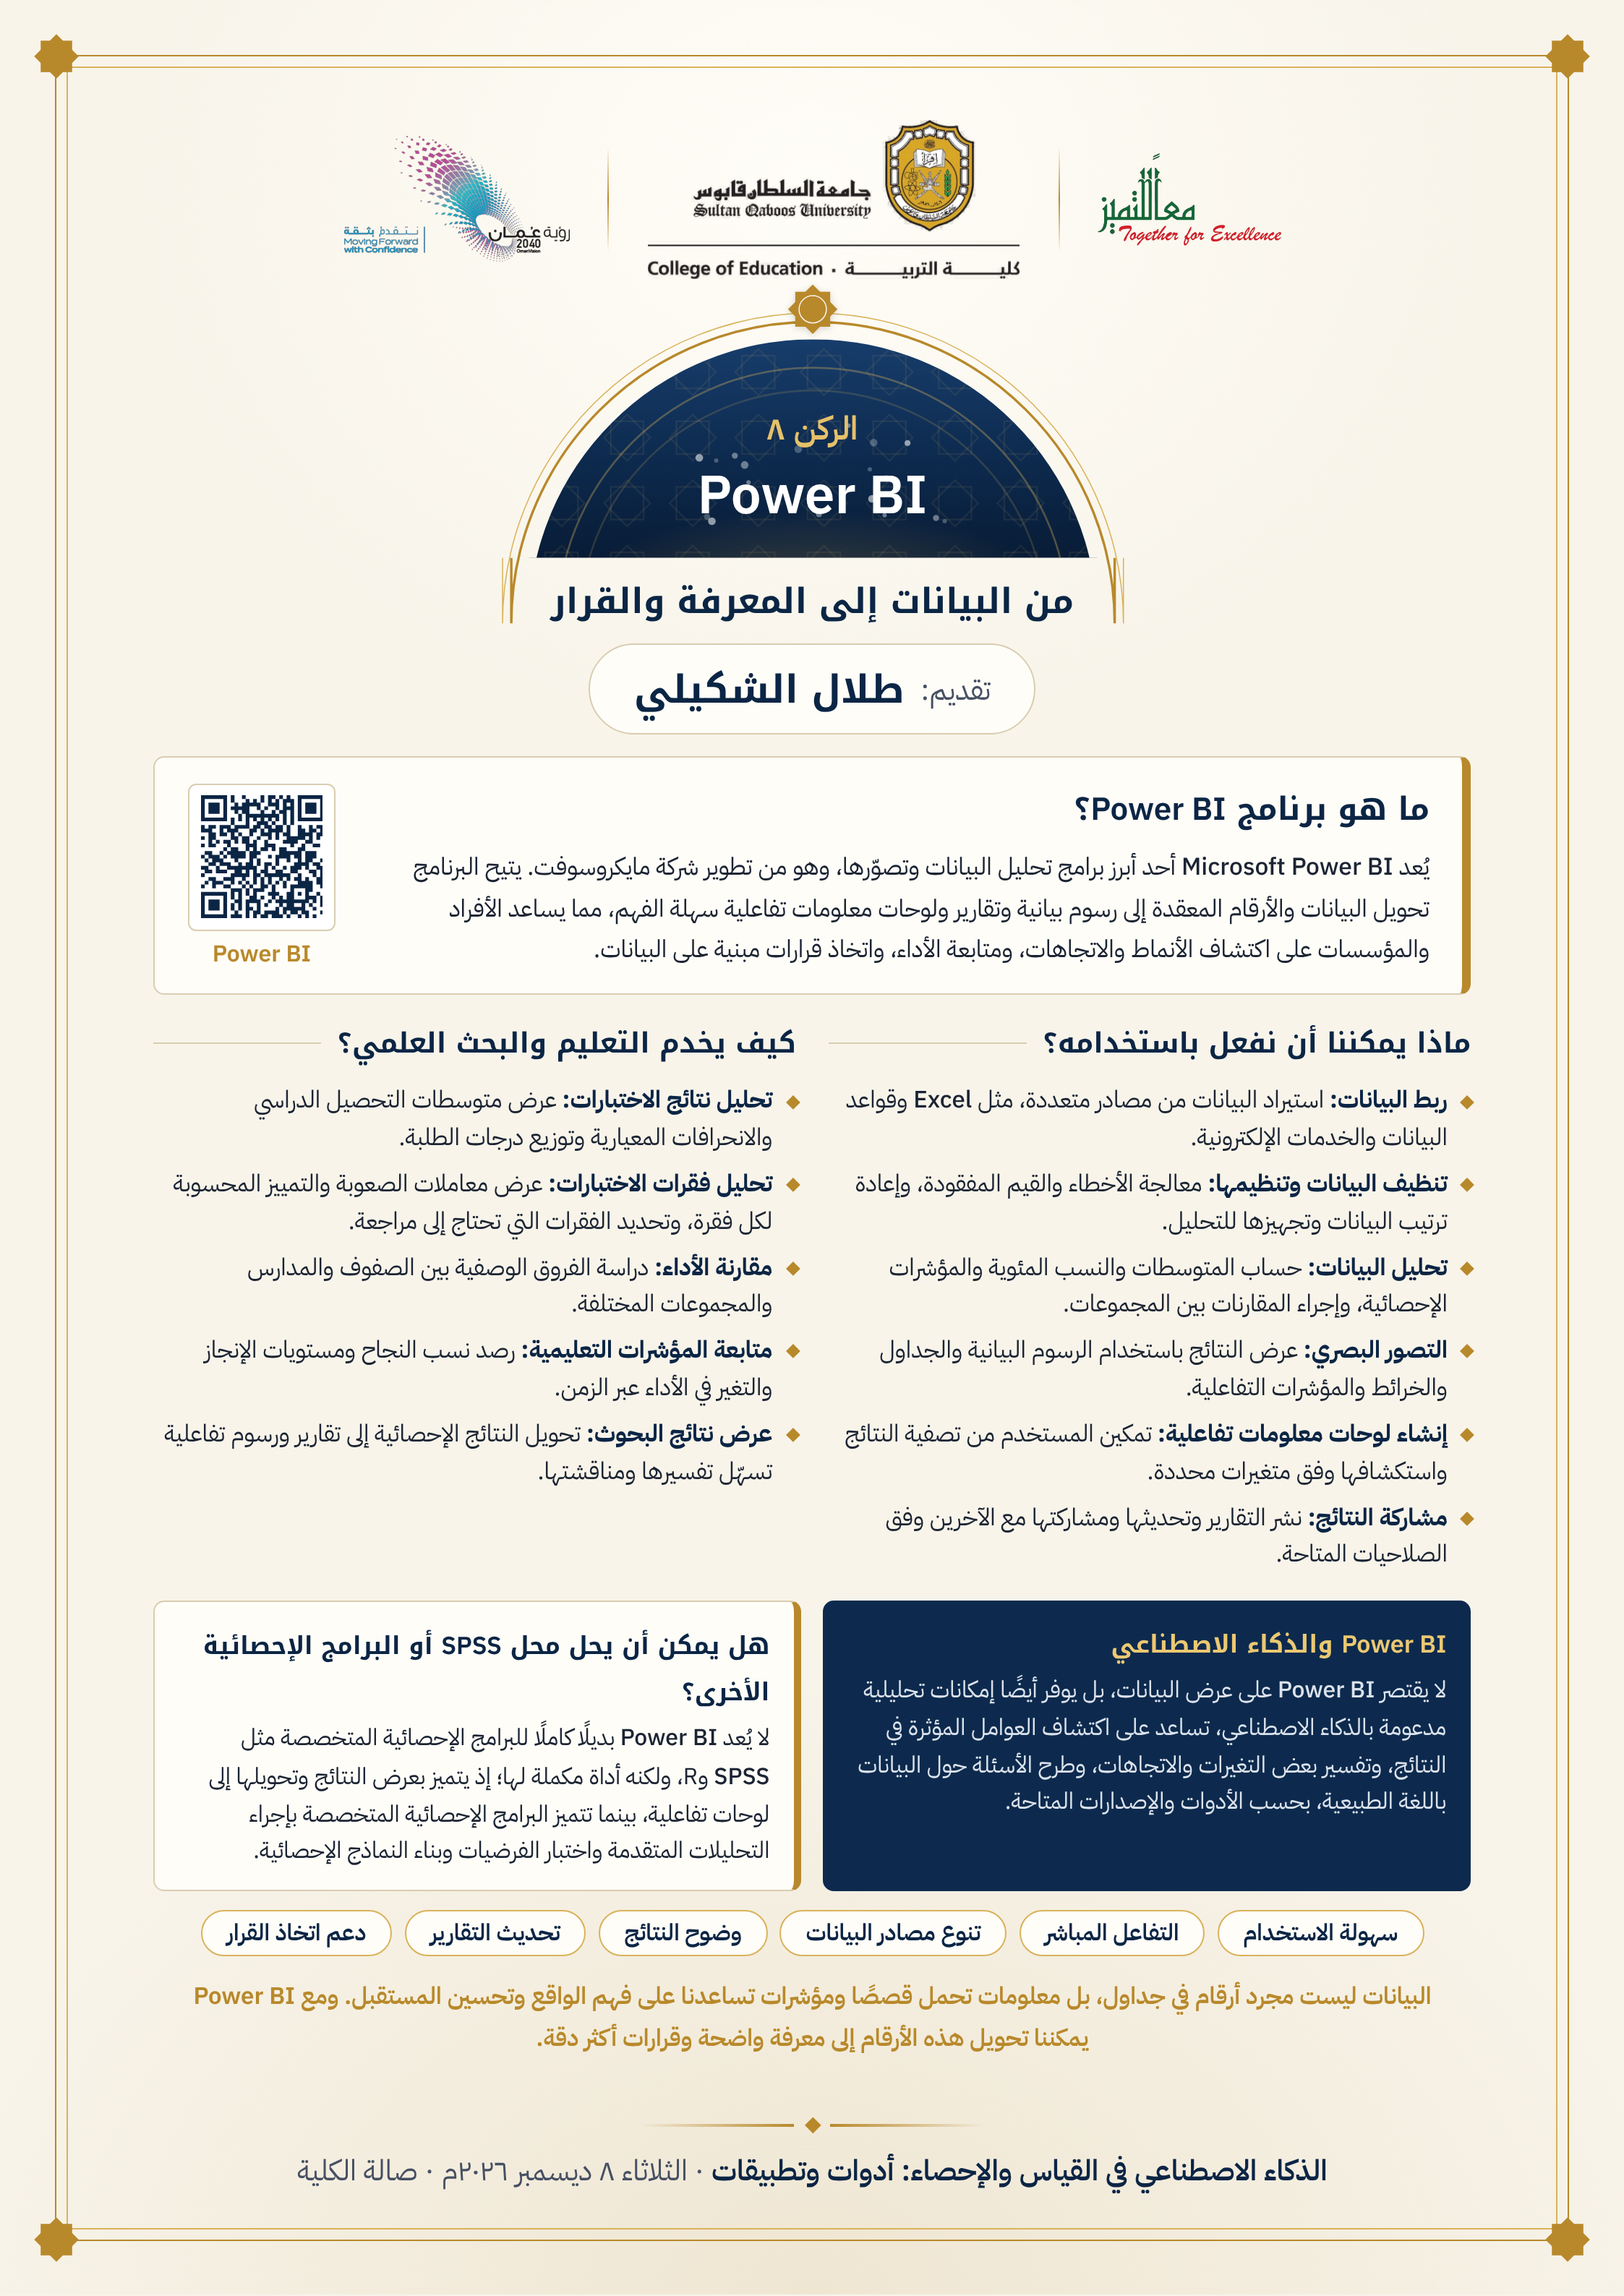 معًا للتميز
Together for Excellence
جامعة السلطان قابوس
Sultan Qaboos University
كليـــة التربيـــة · College of Education
رؤية عُمان
2040
Oman Vision
نتقدم بثقة
Moving Forward
with Confidence
الركن ٨
Power BI
من البيانات إلى المعرفة والقرار
تقديم: طلال الشكيلي
ما هو برنامج Power BI؟
يُعد Microsoft Power BI أحد أبرز برامج تحليل البيانات وتصوّرها، وهو من تطوير شركة مايكروسوفت. يتيح البرنامج
تحويل البيانات والأرقام المعقدة إلى رسوم بيانية وتقارير ولوحات معلومات تفاعلية سهلة الفهم، مما يساعد الأفراد
والمؤسسات على اكتشاف الأنماط والاتجاهات، ومتابعة الأداء، واتخاذ قرارات مبنية على البيانات.
Power BI
ماذا يمكننا أن نفعل باستخدامه؟
ربط البيانات: استيراد البيانات من مصادر متعددة، مثل Excel وقواعد
البيانات والخدمات الإلكترونية.
تنظيف البيانات وتنظيمها: معالجة الأخطاء والقيم المفقودة، وإعادة
ترتيب البيانات وتجهيزها للتحليل.
تحليل البيانات: حساب المتوسطات والنسب المئوية والمؤشرات
الإحصائية، وإجراء المقارنات بين المجموعات.
التصور البصري: عرض النتائج باستخدام الرسوم البيانية والجداول
والخرائط والمؤشرات التفاعلية.
إنشاء لوحات معلومات تفاعلية: تمكين المستخدم من تصفية النتائج
واستكشافها وفق متغيرات محددة.
مشاركة النتائج: نشر التقارير وتحديثها ومشاركتها مع الآخرين وفق
الصلاحيات المتاحة.
كيف يخدم التعليم والبحث العلمي؟
تحليل نتائج الاختبارات: عرض متوسطات التحصيل الدراسي
والانحرافات المعيارية وتوزيع درجات الطلبة.
تحليل فقرات الاختبارات: عرض معاملات الصعوبة والتمييز المحسوبة
لكل فقرة، وتحديد الفقرات التي تحتاج إلى مراجعة.
مقارنة الأداء: دراسة الفروق الوصفية بين الصفوف والمدارس
والمجموعات المختلفة.
متابعة المؤشرات التعليمية: رصد نسب النجاح ومستويات الإنجاز
والتغير في الأداء عبر الزمن.
عرض نتائج البحوث: تحويل النتائج الإحصائية إلى تقارير ورسوم تفاعلية
تسهّل تفسيرها ومناقشتها.
Power BI والذكاء الاصطناعي
لا يقتصر Power BI على عرض البيانات، بل يوفر أيضًا إمكانات تحليلية
مدعومة بالذكاء الاصطناعي، تساعد على اكتشاف العوامل المؤثرة في
النتائج، وتفسير بعض التغيرات والاتجاهات، وطرح الأسئلة حول البيانات
باللغة الطبيعية، بحسب الأدوات والإصدارات المتاحة.
هل يمكن أن يحل محل SPSS أو البرامج الإحصائية
الأخرى؟
لا يُعد Power BI بديلًا كاملًا للبرامج الإحصائية المتخصصة مثل
SPSS وR، ولكنه أداة مكملة لها؛ إذ يتميز بعرض النتائج وتحويلها إلى
لوحات تفاعلية، بينما تتميز البرامج الإحصائية المتخصصة بإجراء
التحليلات المتقدمة واختبار الفرضيات وبناء النماذج الإحصائية.
سهولة الاستخدام
التفاعل المباشر
تنوع مصادر البيانات
وضوح النتائج
تحديث التقارير
دعم اتخاذ القرار
البيانات ليست مجرد أرقام في جداول، بل معلومات تحمل قصصًا ومؤشرات تساعدنا على فهم الواقع وتحسين المستقبل. ومع Power BI
يمكننا تحويل هذه الأرقام إلى معرفة واضحة وقرارات أكثر دقة.
الذكاء الاصطناعي في القياس والإحصاء: أدوات وتطبيقات · الثلاثاء ٨ ديسمبر ٢٠٢٦م · صالة الكلية